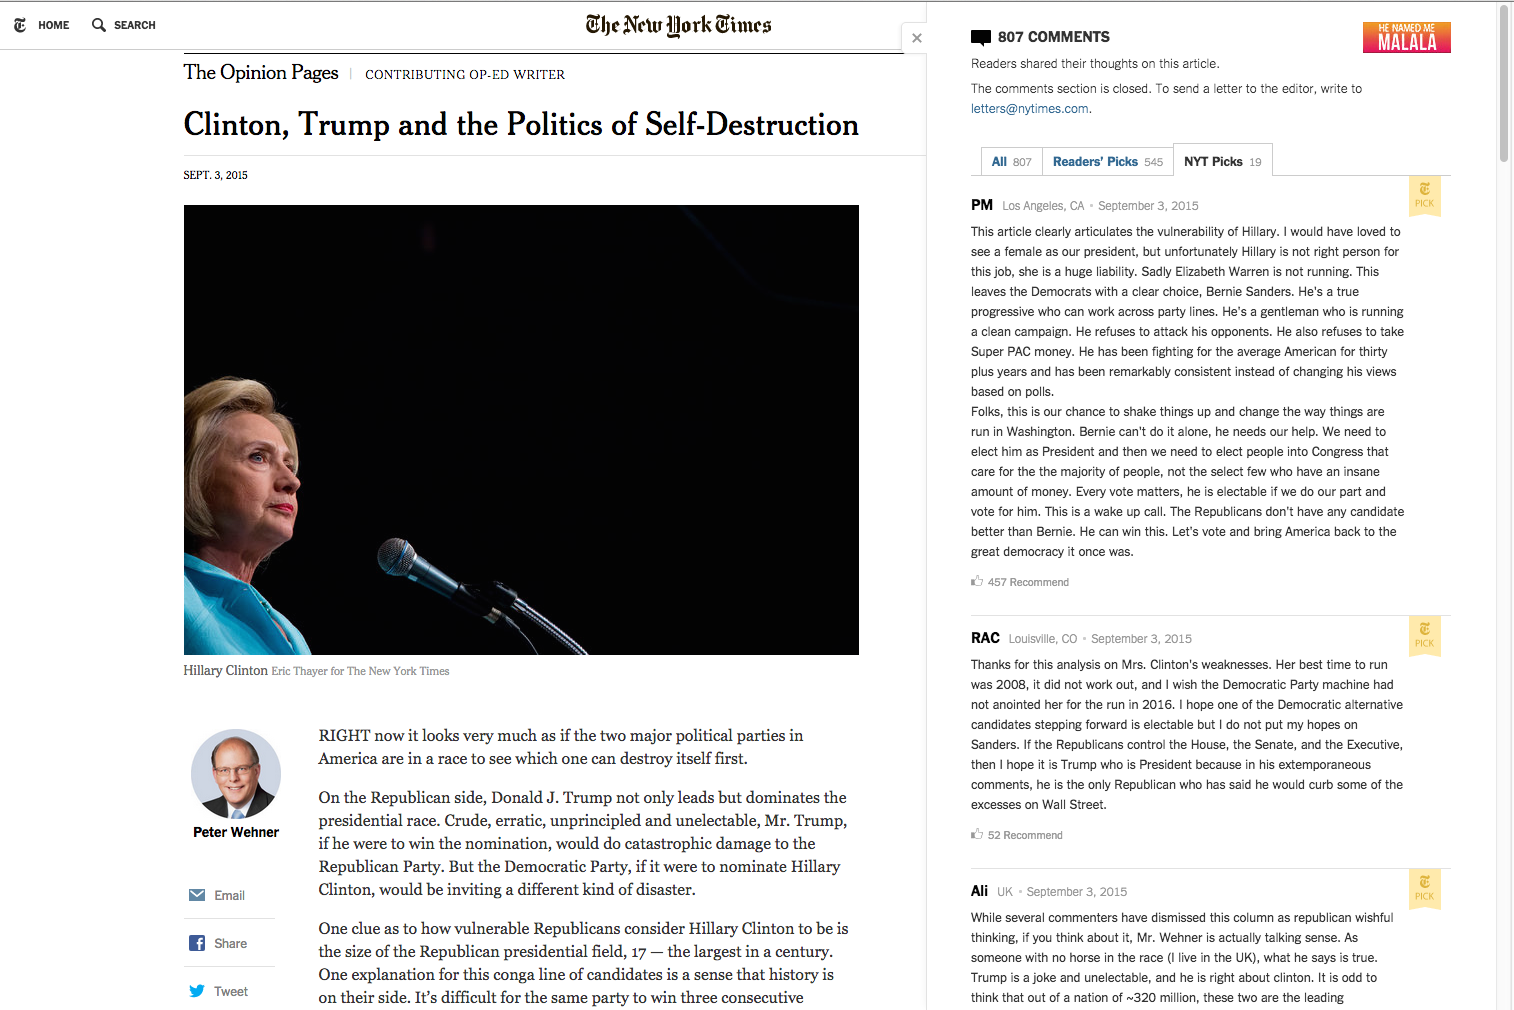 HOME
SEARCH
The New York Times
The Opinion Pages | CONTRIBUTING OP-ED WRITER
Clinton, Trump and the Politics of Self-Destruction
SEPT. 3, 2015
Hillary Clinton Eric Thayer for The New York Times
Peter Wehner
Email
Share
Tweet
RIGHT now it looks very much as if the two major political parties in
America are in a race to see which one can destroy itself first.
On the Republican side, Donald J. Trump not only leads but dominates the
presidential race. Crude, erratic, unprincipled and unelectable, Mr. Trump,
if he were to win the nomination, would do catastrophic damage to the
Republican Party. But the Democratic Party, if it were to nominate Hillary
Clinton, would be inviting a different kind of disaster.
One clue as to how vulnerable Republicans consider Hillary Clinton to be is
the size of the Republican presidential field, 17 — the largest in a century.
One explanation for this conga line of candidates is a sense that history is
on their side. It's difficult for the same party to win three consecutive
807 COMMENTS
HE NAMED ME
MALALA
Readers shared their thoughts on this article.
The comments section is closed. To send a letter to the editor, write to
letters@nytimes.com.
All 807 Readers' Picks 545 NYT Picks 19
PICK
PM Los Angeles, CA • September 3, 2015
This article clearly articulates the vulnerability of Hillary. I would have loved to
see a female as our president, but unfortunately Hillary is not right person for
this job, she is a huge liability. Sadly Elizabeth Warren is not running. This
leaves the Democrats with a clear choice, Bernie Sanders. He's a true
progressive who can work across party lines. He's a gentleman who is running
a clean campaign. He refuses to attack his opponents. He also refuses to take
Super PAC money. He has been fighting for the average American for thirty
plus years and has been remarkably consistent instead of changing his views
based on polls.
Folks, this is our chance to shake things up and change the way things are
run in Washington. Bernie can't do it alone, he needs our help. We need to
elect him as President and then we need to elect people into Congress that
care for the the majority of people, not the select few who have an insane
amount of money. Every vote matters, he is electable if we do our part and
vote for him. This is a wake up call. The Republicans don't have any candidate
better than Bernie. He can win this. Let's vote and bring America back to the
great democracy it once was.
457 Recommend
PICK
RAC Louisville, CO • September 3, 2015
Thanks for this analysis on Mrs. Clinton's weaknesses. Her best time to run
was 2008, it did not work out, and I wish the Democratic Party machine had
not anointed her for the run in 2016. I hope one of the Democratic alternative
candidates stepping forward is electable but I do not put my hopes on
Sanders. If the Republicans control the House, the Senate, and the Executive,
then I hope it is Trump who is President because in his extemporaneous
comments, he is the only Republican who has said he would curb some of the
excesses on Wall Street.
52 Recommend
PICK
Ali UK • September 3, 2015
While several commenters have dismissed this column as republican wishful
thinking, if you think about it, Mr. Wehner is actually talking sense. As
someone with no horse in the race (I live in the UK), what he says is true.
Trump is a joke and unelectable, and he is right about clinton. It is odd to
think that out of a nation of ~320 million, these two are the leading